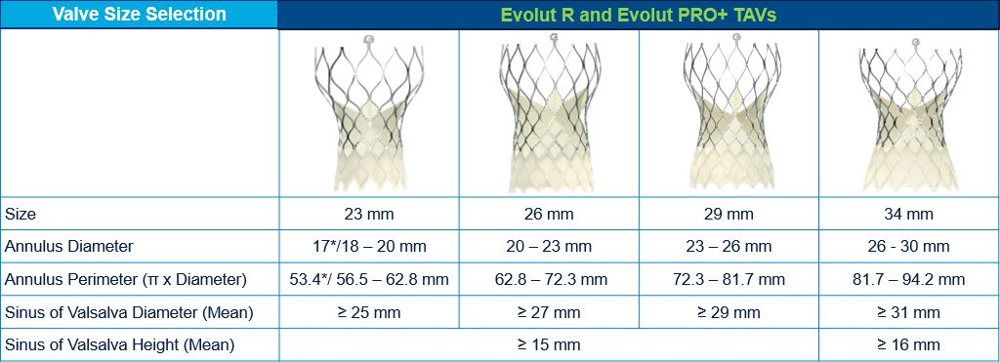 Valve Size Selection Evolut R and Evolut PRO+ TAVs
Size 23 mm 26 mm 29 mm 34 mm
Annulus Diameter 17*/18 – 20 mm 20 – 23 mm 23 – 26 mm 26 - 30 mm
Annulus Perimeter (π x Diameter) 53.4*/ 56.5 – 62.8 mm 62.8 – 72.3 mm 72.3 – 81.7 mm 81.7 – 94.2 mm
Sinus of Valsalva Diameter (Mean) ≥ 25 mm ≥ 27 mm ≥ 29 mm ≥ 31 mm
Sinus of Valsalva Height (Mean) ≥ 15 mm ≥ 16 mm